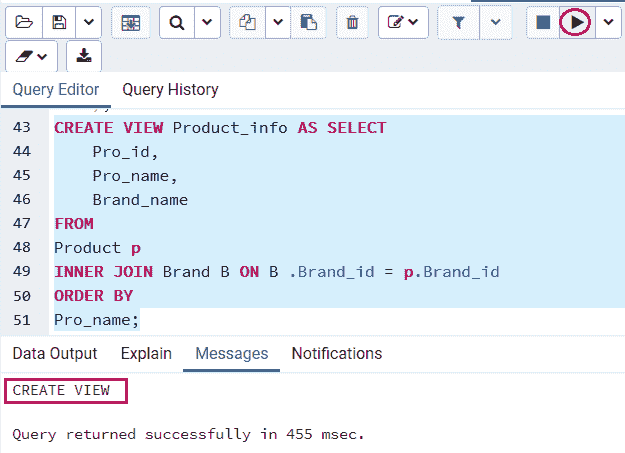 Query Editor Query History
43 CREATE VIEW Product_info AS SELECT
44 Pro_id,
45 Pro_name,
46 Brand_name
47 FROM
48 Product p
49 INNER JOIN Brand B ON B .Brand_id = p.Brand_id
50 ORDER BY
51 Pro_name;
Data Output Explain Messages Notifications
CREATE VIEW
Query returned successfully in 455 msec.